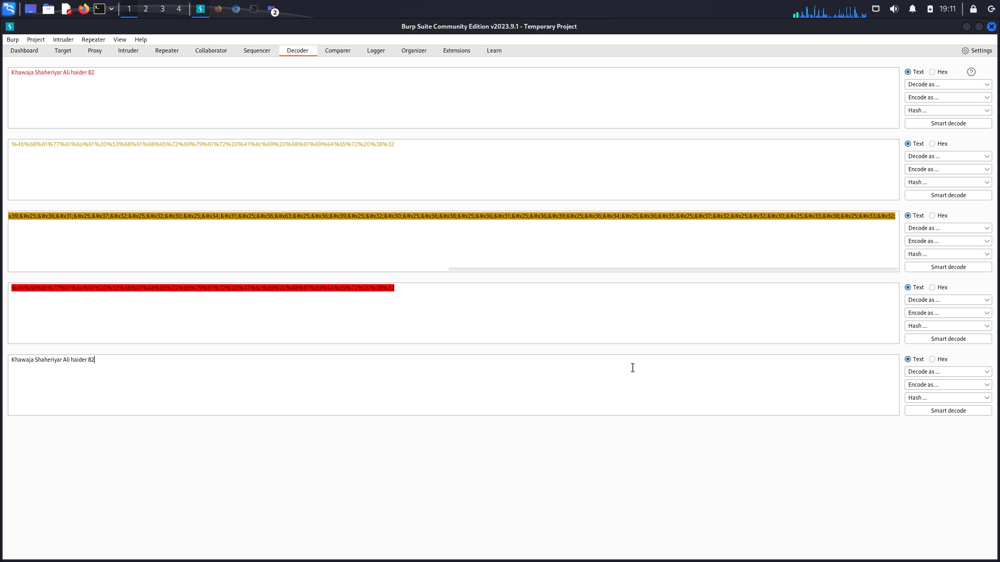 1 2 3 4 2 19:11
Burp Suite Community Edition v2023.9.1 - Temporary Project
Burp Project Intruder Repeater View Help
Dashboard Target Proxy Intruder Repeater Collaborator Sequencer Decoder Comparer Logger Organizer Extensions Learn Settings
Khawaja Shaheriyar Ali haider 82
Text Hex ?
Decode as ...
Encode as ...
Hash ...
Smart decode
%4b%68%61%77%61%6a%61%20%53%68%61%68%65%72%69%79%61%72%20%41%6c%69%20%68%61%69%64%65%72%20%38%32
Text Hex
Decode as ...
Encode as ...
Hash ...
Smart decode
x39;&#x25;&#x36;&#x31;&#x25;&#x37;&#x32;&#x25;&#x32;&#x30;&#x25;&#x34;&#x31;&#x25;&#x36;&#x63;&#x25;&#x36;&#x39;&#x25;&#x32;&#x30;&#x25;&#x36;&#x38;&#x25;&#x36;&#x31;&#x25;&#x36;&#x39;&#x25;&#x36;&#x34;&#x25;&#x36;&#x35;&#x25;&#x37;&#x32;&#x25;&#x32;&#x30;&#x25;&#x33;&#x38;&#x25;&#x33;&#x32;
Text Hex
Decode as ...
Encode as ...
Hash ...
Smart decode
%4b%68%61%77%61%6a%61%20%53%68%61%68%65%72%69%79%61%72%20%41%6c%69%20%68%61%69%64%65%72%20%38%32
Text Hex
Decode as ...
Encode as ...
Hash ...
Smart decode
Khawaja Shaheriyar Ali haider 82
Text Hex
Decode as ...
Encode as ...
Hash ...
Smart decode